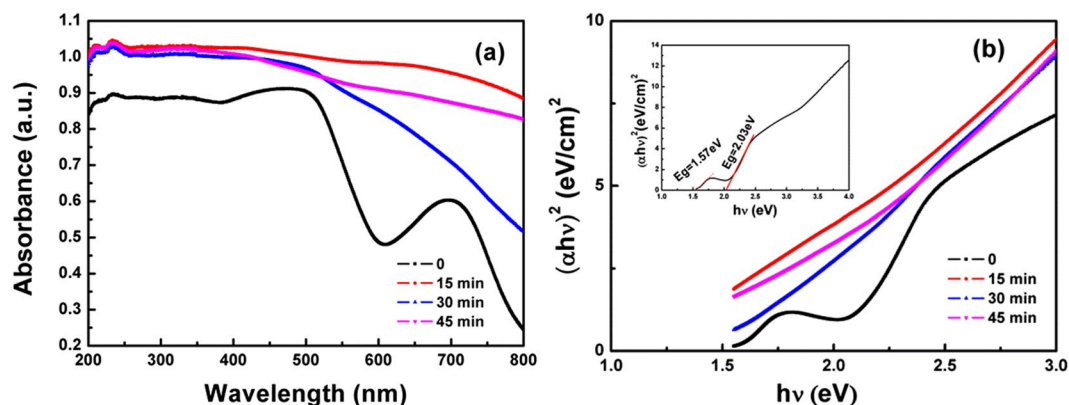 (a)
1.1
1.0
0.9
0.8
0.7
0.6
0.5
0.4
0.3
0.2
Absorbance (a.u.)
0
15 min
30 min
45 min
200 300 400 500 600 700 800
Wavelength (nm)
(b)
10
5
0
(αhν)² (eV/cm)²
14
12
10
8
6
4
2
0
(αhν)²(eV/cm)²
Eg=1.57eV
Eg=2.03eV
1.0 1.5 2.0 2.5 3.0 3.5 4.0
hν (eV)
0
15 min
30 min
45 min
1.0 1.5 2.0 2.5 3.0
hν (eV)